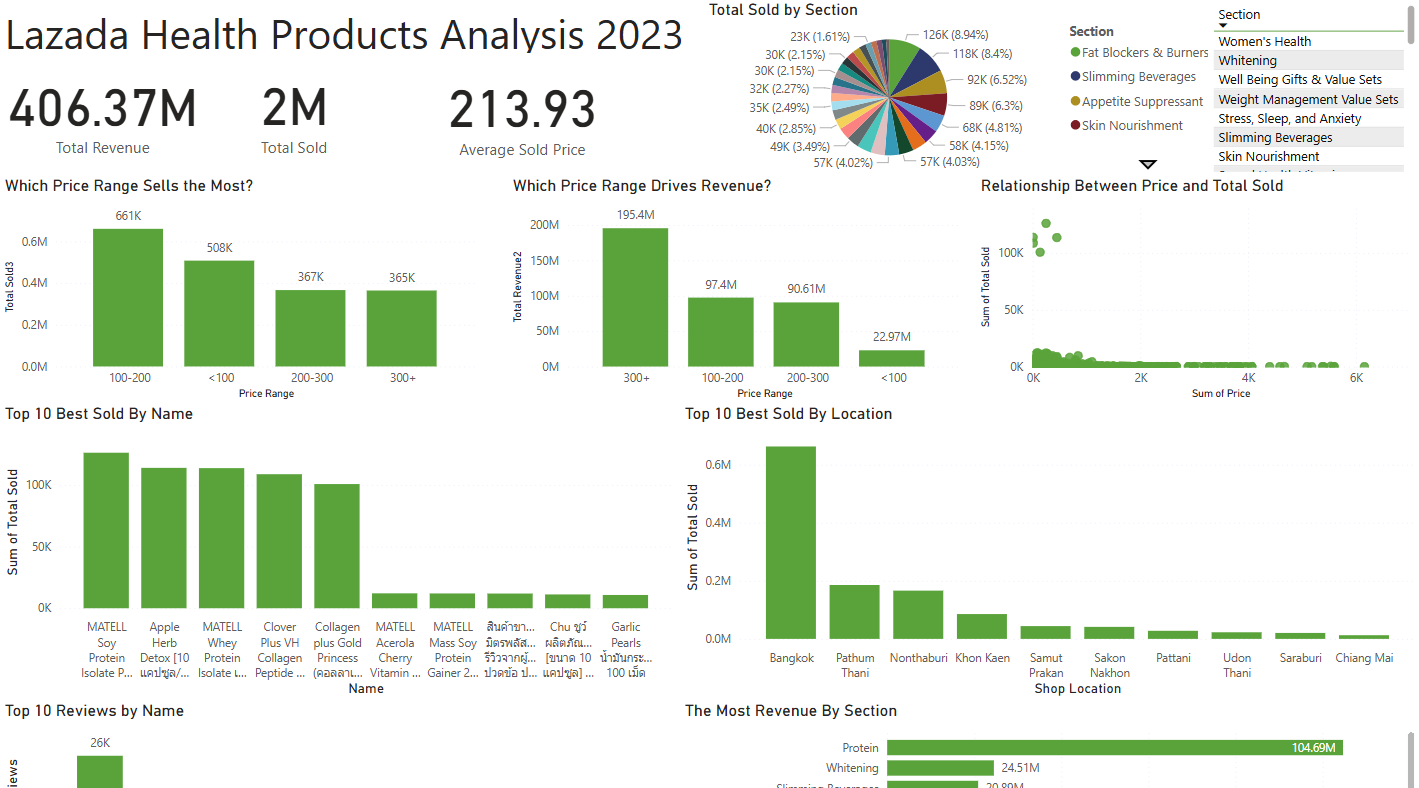 Lazada Health Products Analysis 2023
406.37M
Total Revenue
2M
Total Sold
213.93
Average Sold Price
Total Sold by Section
126K (8.94%)
118K (8.4%)
92K (6.52%)
89K (6.3%)
68K (4.81%)
58K (4.15%)
57K (4.03%)
57K (4.02%)
49K (3.49%)
40K (2.85%)
35K (2.49%)
32K (2.27%)
30K (2.15%)
30K (2.15%)
23K (1.61%)
Section
Fat Blockers & Burners
Slimming Beverages
Appetite Suppressant
Skin Nourishment
Section
Women's Health
Whitening
Well Being Gifts & Value Sets
Weight Management Value Sets
Stress, Sleep, and Anxiety
Slimming Beverages
Skin Nourishment
Which Price Range Sells the Most?
Total Sold3
0.6M
0.4M
0.2M
0.0M
661K
508K
367K
365K
100-200
<100
200-300
300+
Price Range
Which Price Range Drives Revenue?
Total Revenue2
200M
150M
100M
50M
0M
195.4M
97.4M
90.61M
22.97M
300+
100-200
200-300
<100
Price Range
Relationship Between Price and Total Sold
Sum of Total Sold
100K
50K
0K
0K
2K
4K
6K
Sum of Price
Top 10 Best Sold By Name
Sum of Total Sold
100K
50K
0K
MATELL
Soy
Protein
Isolate P...
Apple
Herb
Detox [10
แคปซูล/...
MATELL
Whey
Protein
Isolate เ...
Clover
Plus VH
Collagen
Peptide ...
Collagen
plus Gold
Princess
(คอลลา...
MATELL
Acerola
Cherry
Vitamin ...
MATELL
Mass Soy
Protein
Gainer 2...
สินค้าขา...
มิตรพลัส...
รีวิวจากผู้...
ปวดข้อ ป...
Chu ชูว์
ผลิตภัณ...
[ขนาด 10
แคปซูล] ...
Garlic
Pearls
น้ำมันกระ...
100 เม็ด
Name
Top 10 Best Sold By Location
Sum of Total Sold
0.6M
0.4M
0.2M
0.0M
Bangkok
Pathum
Thani
Nonthaburi
Khon Kaen
Samut
Prakan
Sakon
Nakhon
Pattani
Udon
Thani
Saraburi
Chiang Mai
Shop Location
Top 10 Reviews by Name
26K
The Most Revenue By Section
Protein
104.69M
Whitening
24.51M
Slimming Beverages
20.89M